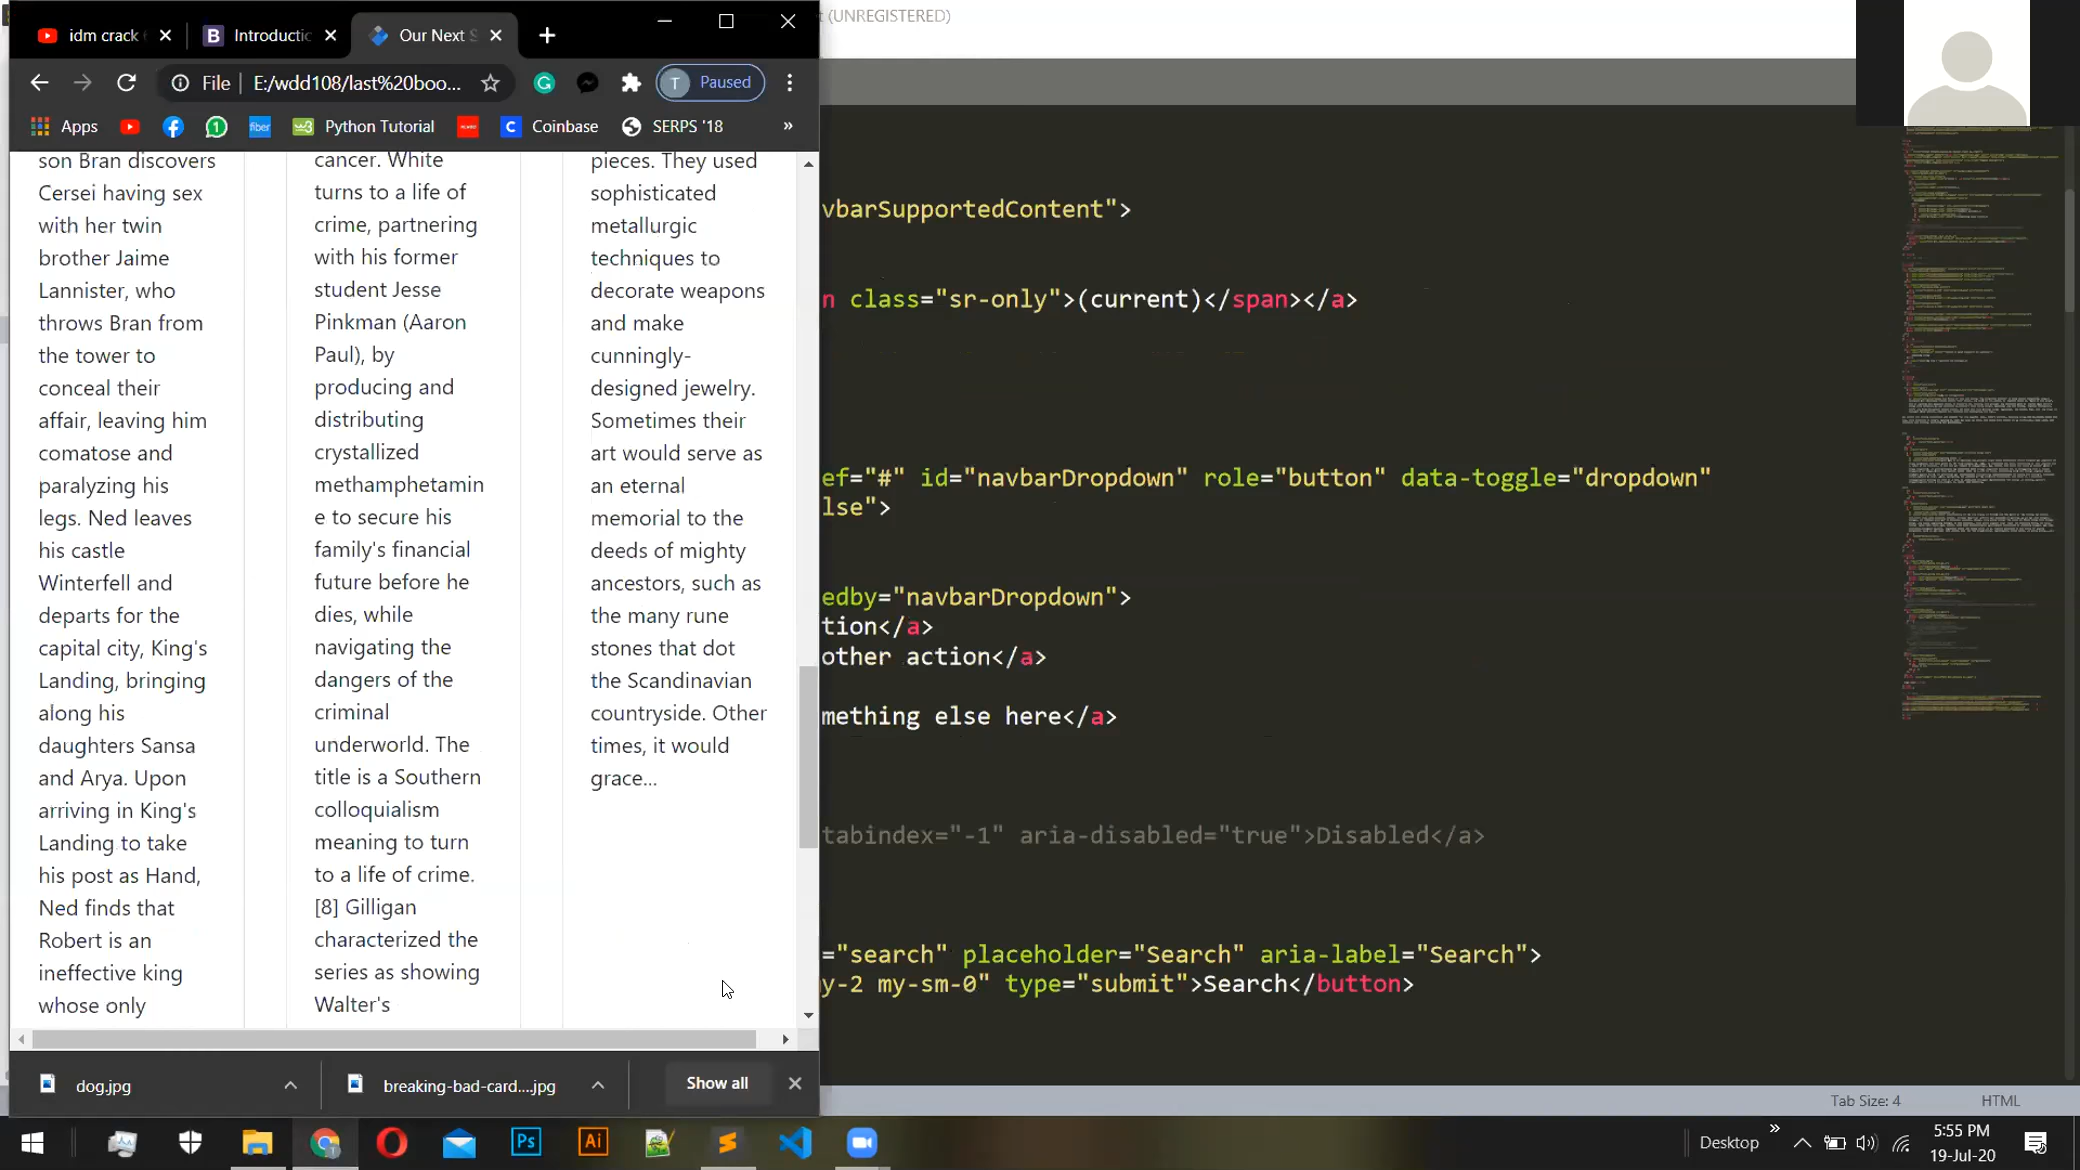 t (UNREGISTERED)
idm crack
Introductic
Our Next S
File
E:/wdd108/last%20boo...
T
Paused
Apps
1
fiber
w3
Python Tutorial
C
Coinbase
SERPS '18
»
son Bran discovers
Cersei having sex
with her twin
brother Jaime
Lannister, who
throws Bran from
the tower to
conceal their
affair, leaving him
comatose and
paralyzing his
legs. Ned leaves
his castle
Winterfell and
departs for the
capital city, King's
Landing, bringing
along his
daughters Sansa
and Arya. Upon
arriving in King's
Landing to take
his post as Hand,
Ned finds that
Robert is an
ineffective king
whose only
cancer. White
turns to a life of
crime, partnering
with his former
student Jesse
Pinkman (Aaron
Paul), by
producing and
distributing
crystallized
methamphetamin
e to secure his
family's financial
future before he
dies, while
navigating the
dangers of the
criminal
underworld. The
title is a Southern
colloquialism
meaning to turn
to a life of crime.
[8] Gilligan
characterized the
series as showing
Walter's
pieces. They used
sophisticated
metallurgic
techniques to
decorate weapons
and make
cunningly-
designed jewelry.
Sometimes their
art would serve as
an eternal
memorial to the
deeds of mighty
ancestors, such as
the many rune
stones that dot
the Scandinavian
countryside. Other
times, it would
grace...
vbarSupportedContent">
n class="sr-only">(current)</span></a>
ef="#" id="navbarDropdown" role="button" data-toggle="dropdown"
lse">
edby="navbarDropdown">
tion</a>
other action</a>
mething else here</a>
tabindex="-1" aria-disabled="true">Disabled</a>
="search" placeholder="Search" aria-label="Search">
y-2 my-sm-0" type="submit">Search</button>
dog.jpg
breaking-bad-card....jpg
Show all
Tab Size: 4
HTML
Ps
Ai
Desktop
»
5:55 PM
19-Jul-20